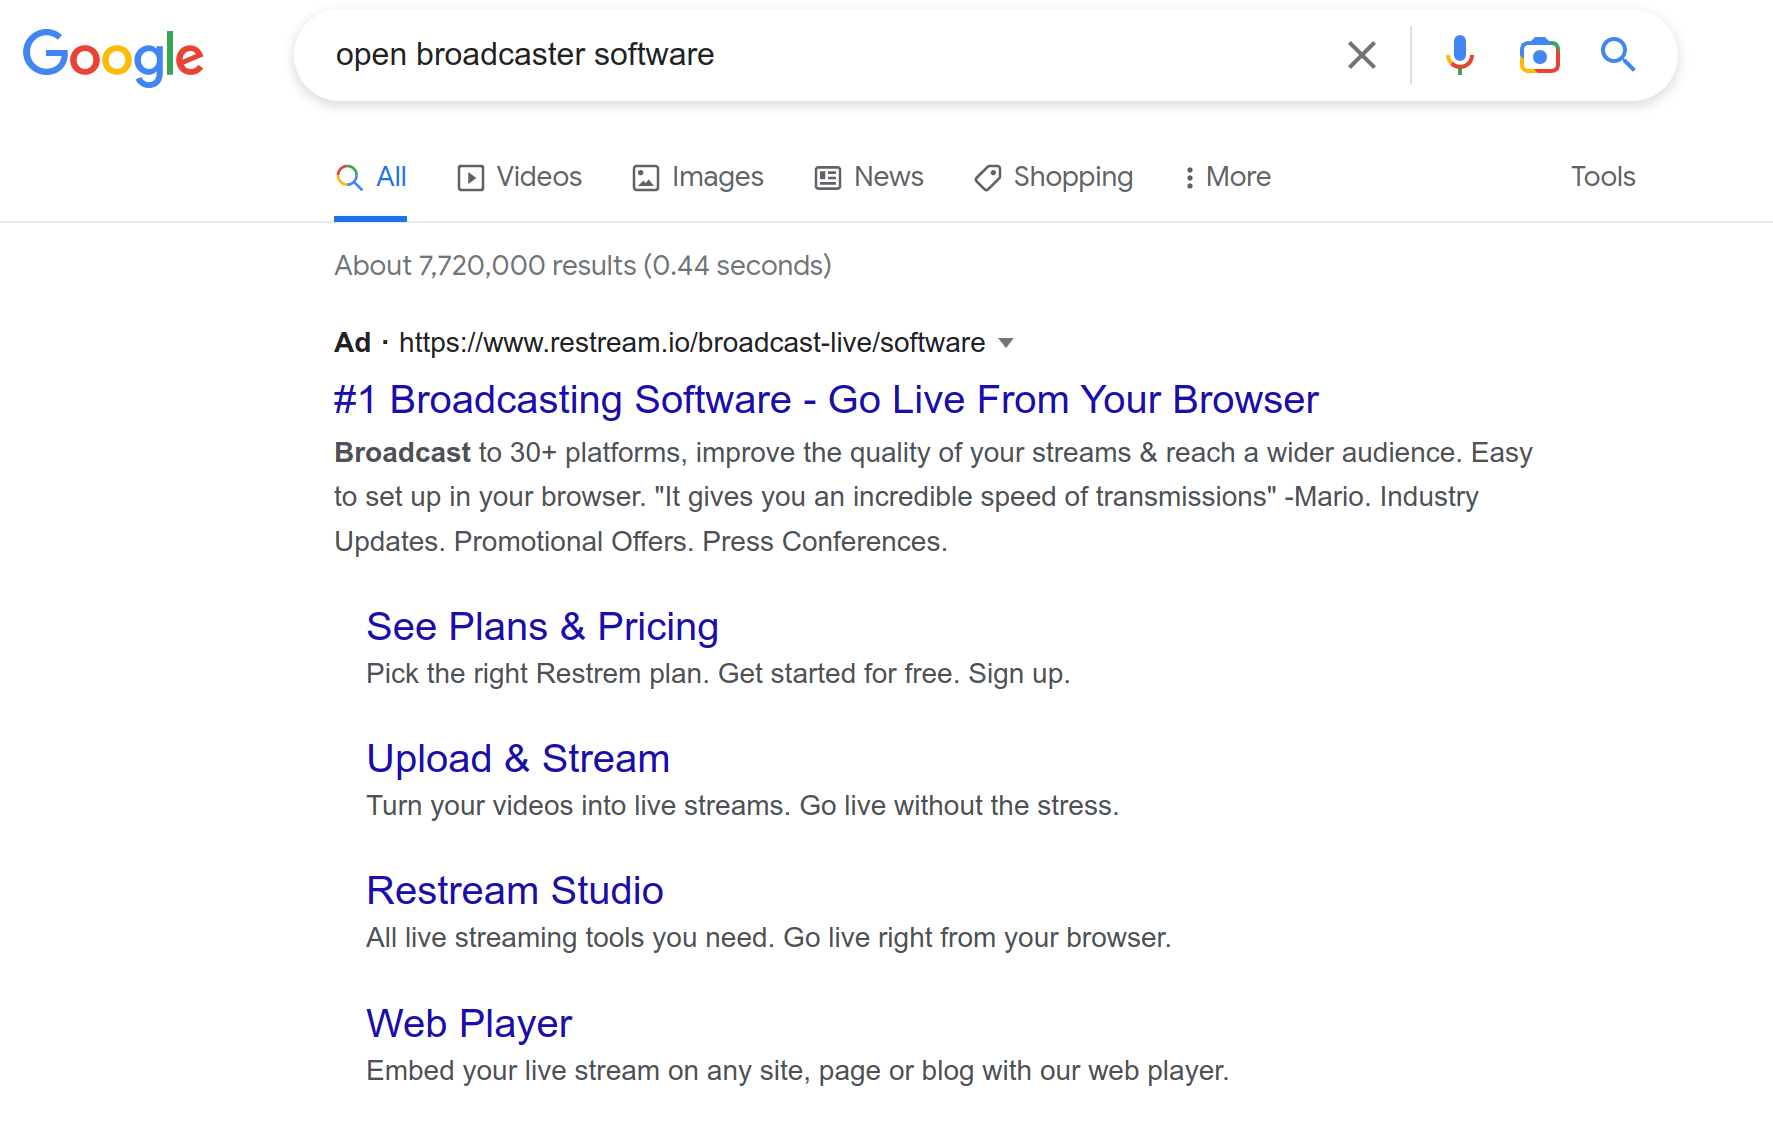 Google
open broadcaster software
All Videos Images News Shopping More Tools
About 7,720,000 results (0.44 seconds)
Ad · https://www.restream.io/broadcast-live/software
#1 Broadcasting Software - Go Live From Your Browser
Broadcast to 30+ platforms, improve the quality of your streams & reach a wider audience. Easy
to set up in your browser. "It gives you an incredible speed of transmissions" -Mario. Industry
Updates. Promotional Offers. Press Conferences.
See Plans & Pricing
Pick the right Restrem plan. Get started for free. Sign up.
Upload & Stream
Turn your videos into live streams. Go live without the stress.
Restream Studio
All live streaming tools you need. Go live right from your browser.
Web Player
Embed your live stream on any site, page or blog with our web player.